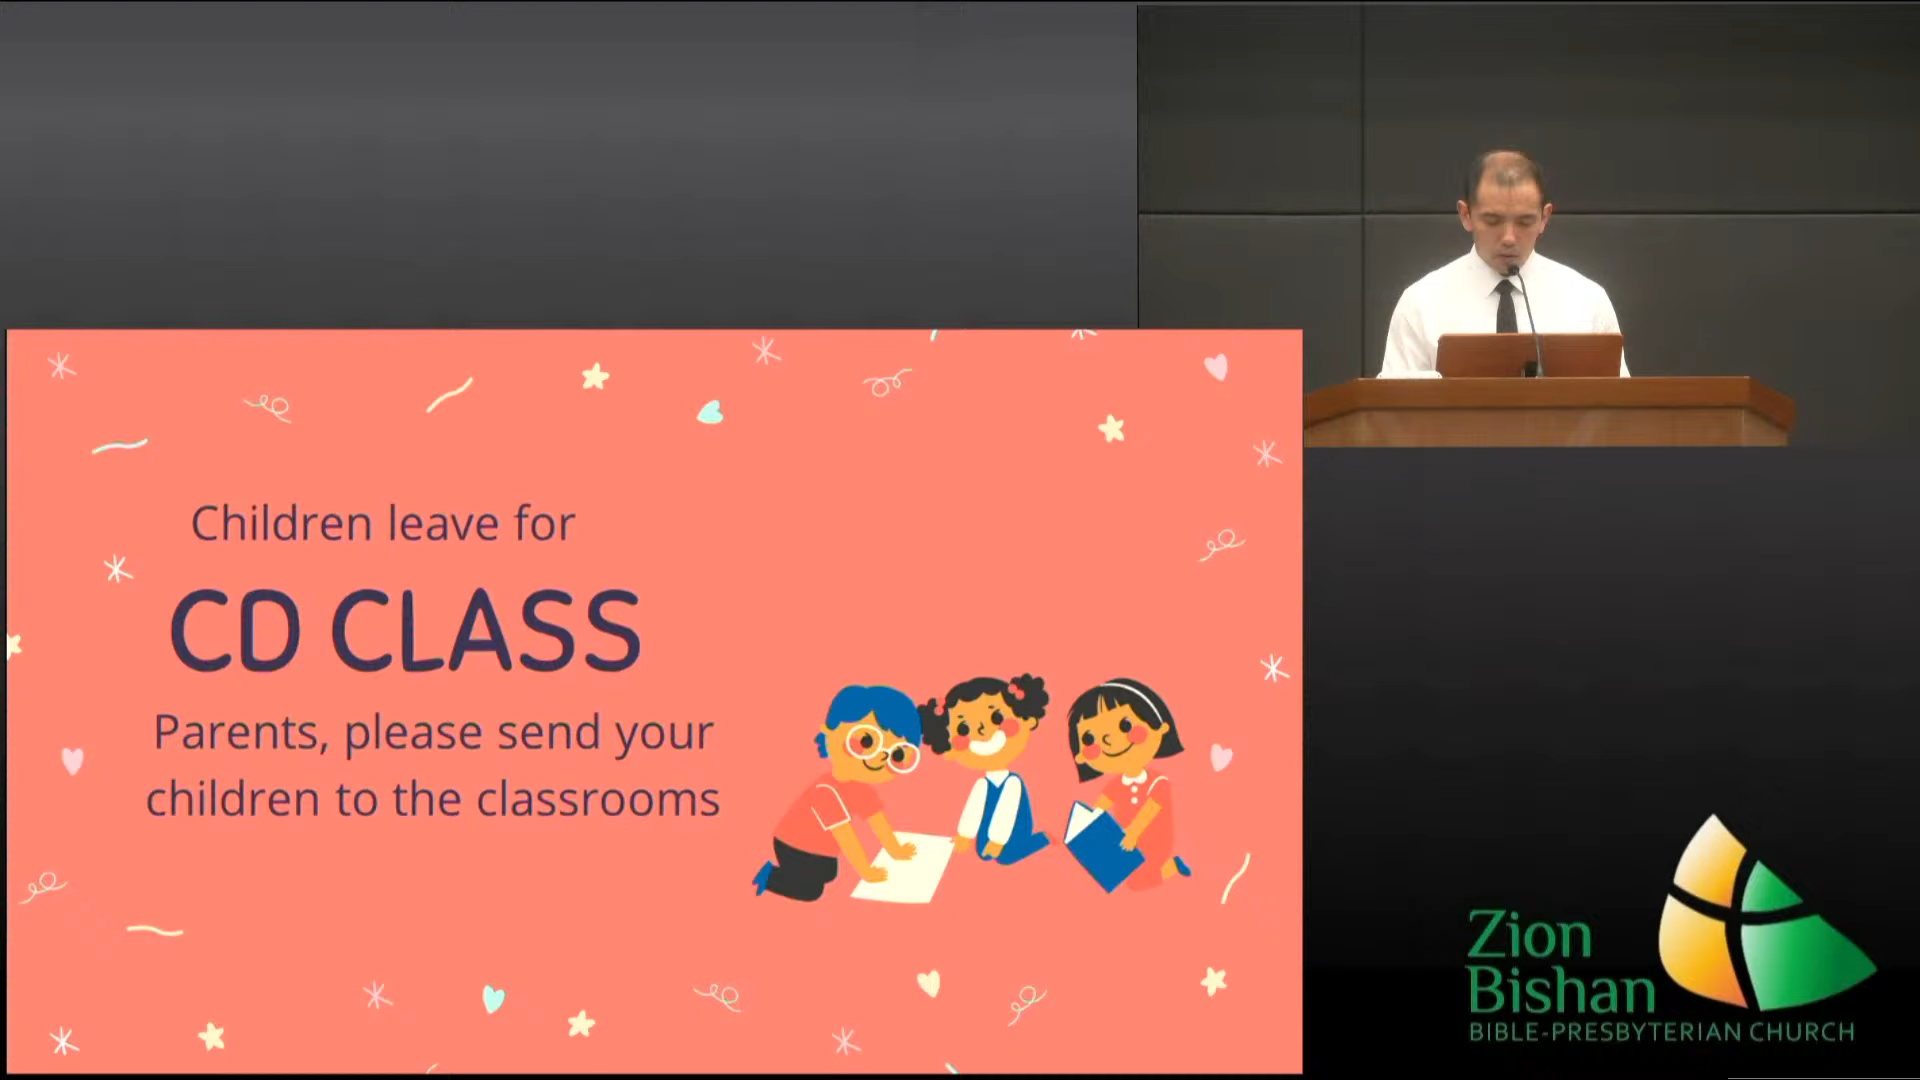 Children leave for
CD CLASS
Parents, please send your
children to the classrooms
Zion
Bishan
BIBLE-PRESBYTERIAN CHURCH